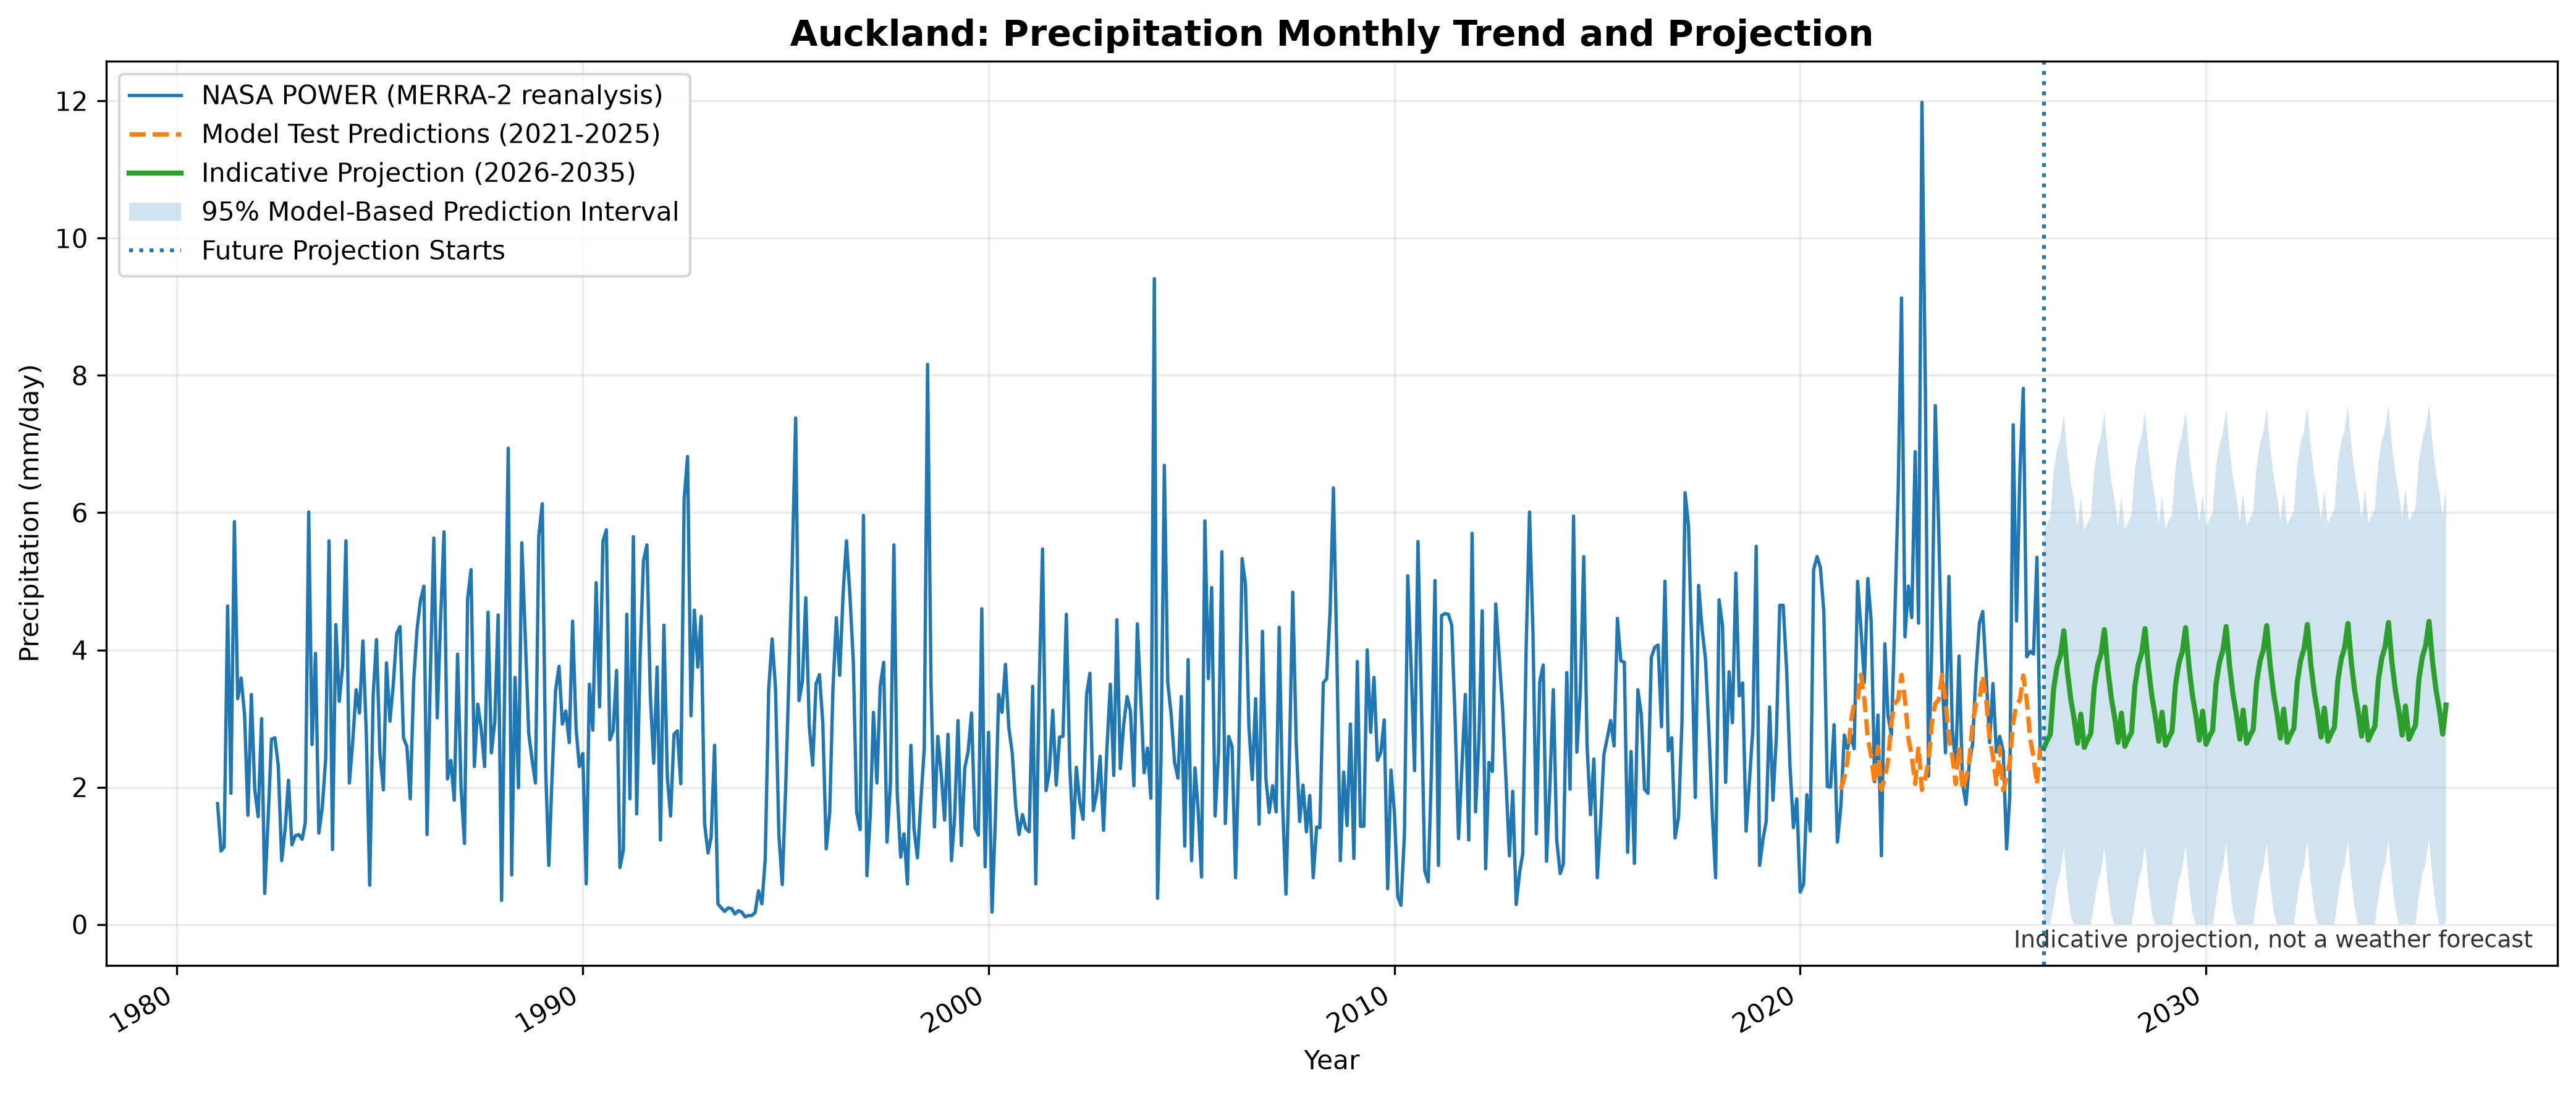 Auckland: Precipitation Monthly Trend and Projection
NASA POWER (MERRA-2 reanalysis)
Model Test Predictions (2021-2025)
Indicative Projection (2026-2035)
95% Model-Based Prediction Interval
Future Projection Starts
Precipitation (mm/day)
12
10
8
6
4
2
0
Indicative projection, not a weather forecast
1980 1990 2000 2010 2020 2030
Year